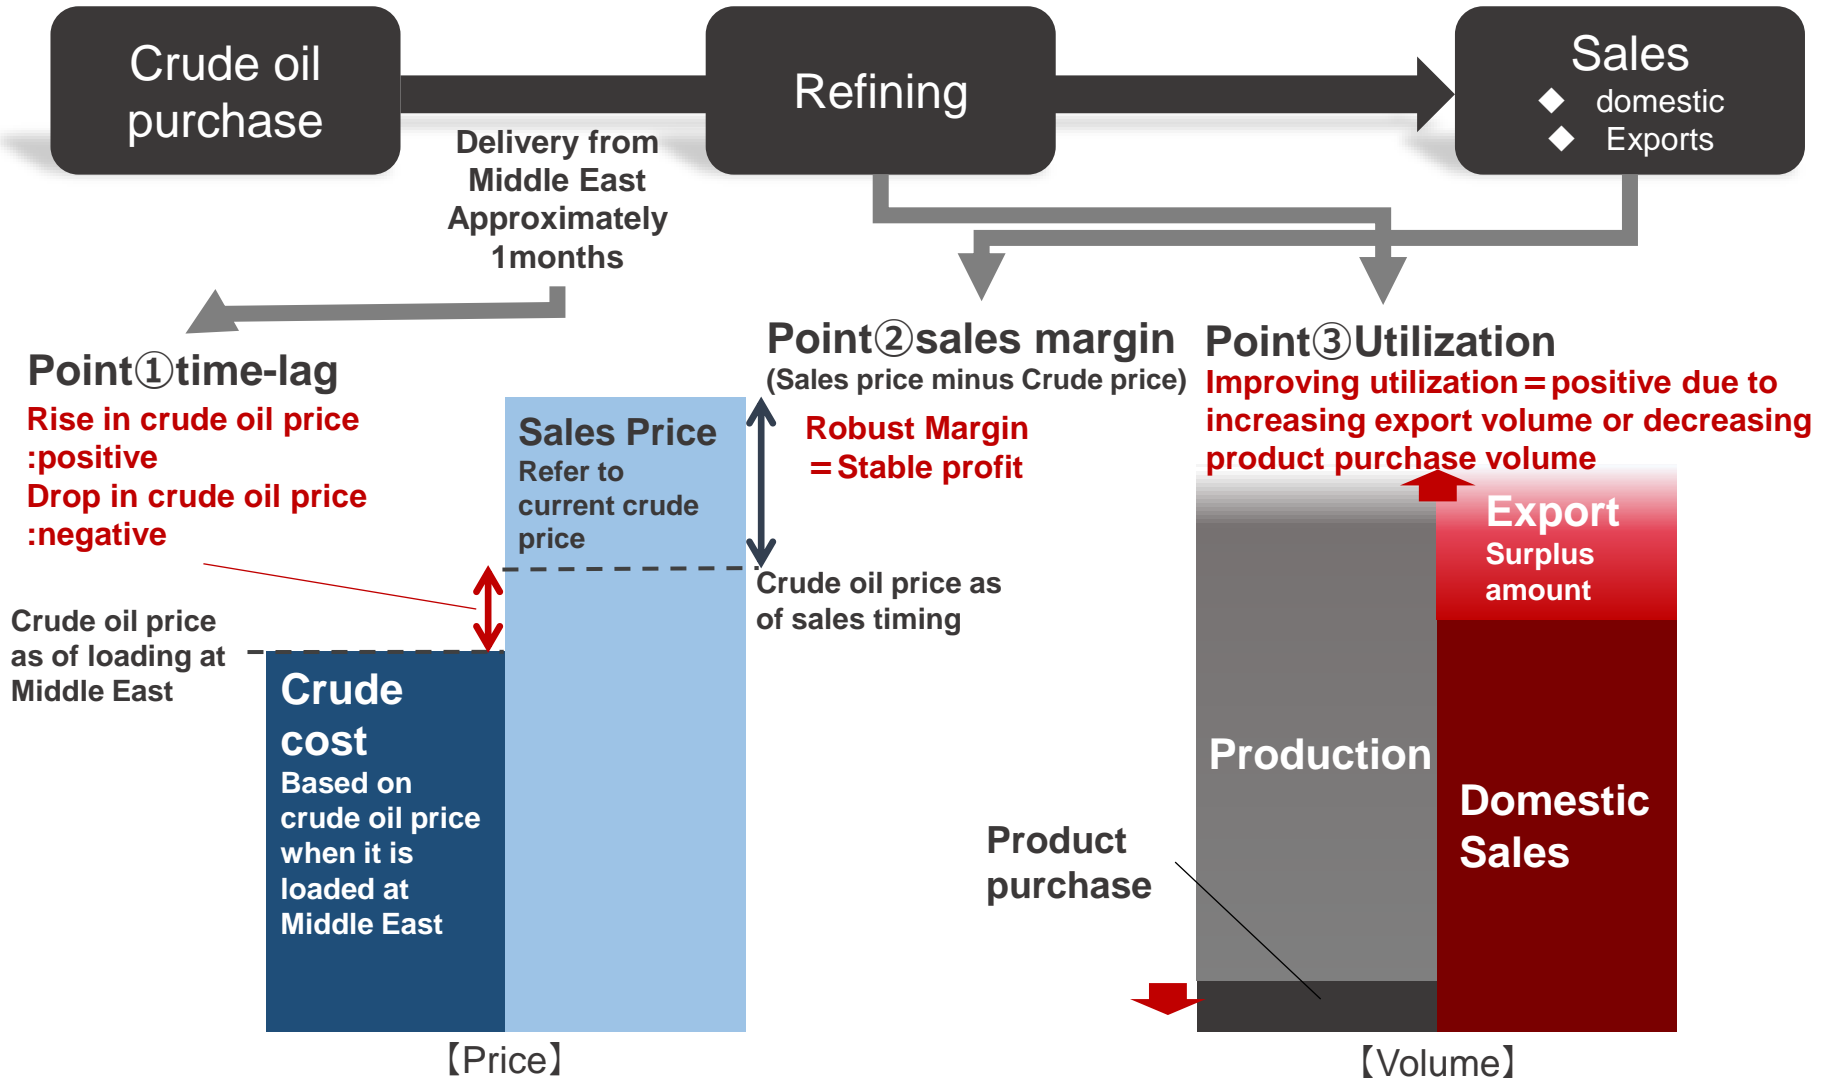 Crude oil
purchase
Refining
Sales
◆ domestic
◆ Exports
Delivery from
Middle East
Approximately
1months
Point①time-lag
Rise in crude oil price
:positive
Drop in crude oil price
:negative
Crude oil price
as of loading at
Middle East
Crude
cost
Based on
crude oil price
when it is
loaded at
Middle East
Sales Price
Refer to
current crude
price
Point②sales margin
(Sales price minus Crude price)
Robust Margin
＝Stable profit
Crude oil price as
of sales timing
【Price】
Point③Utilization
Improving utilization＝positive due to
increasing export volume or decreasing
product purchase volume
Export
Surplus
amount
Production
Domestic
Sales
Product
purchase
【Volume】